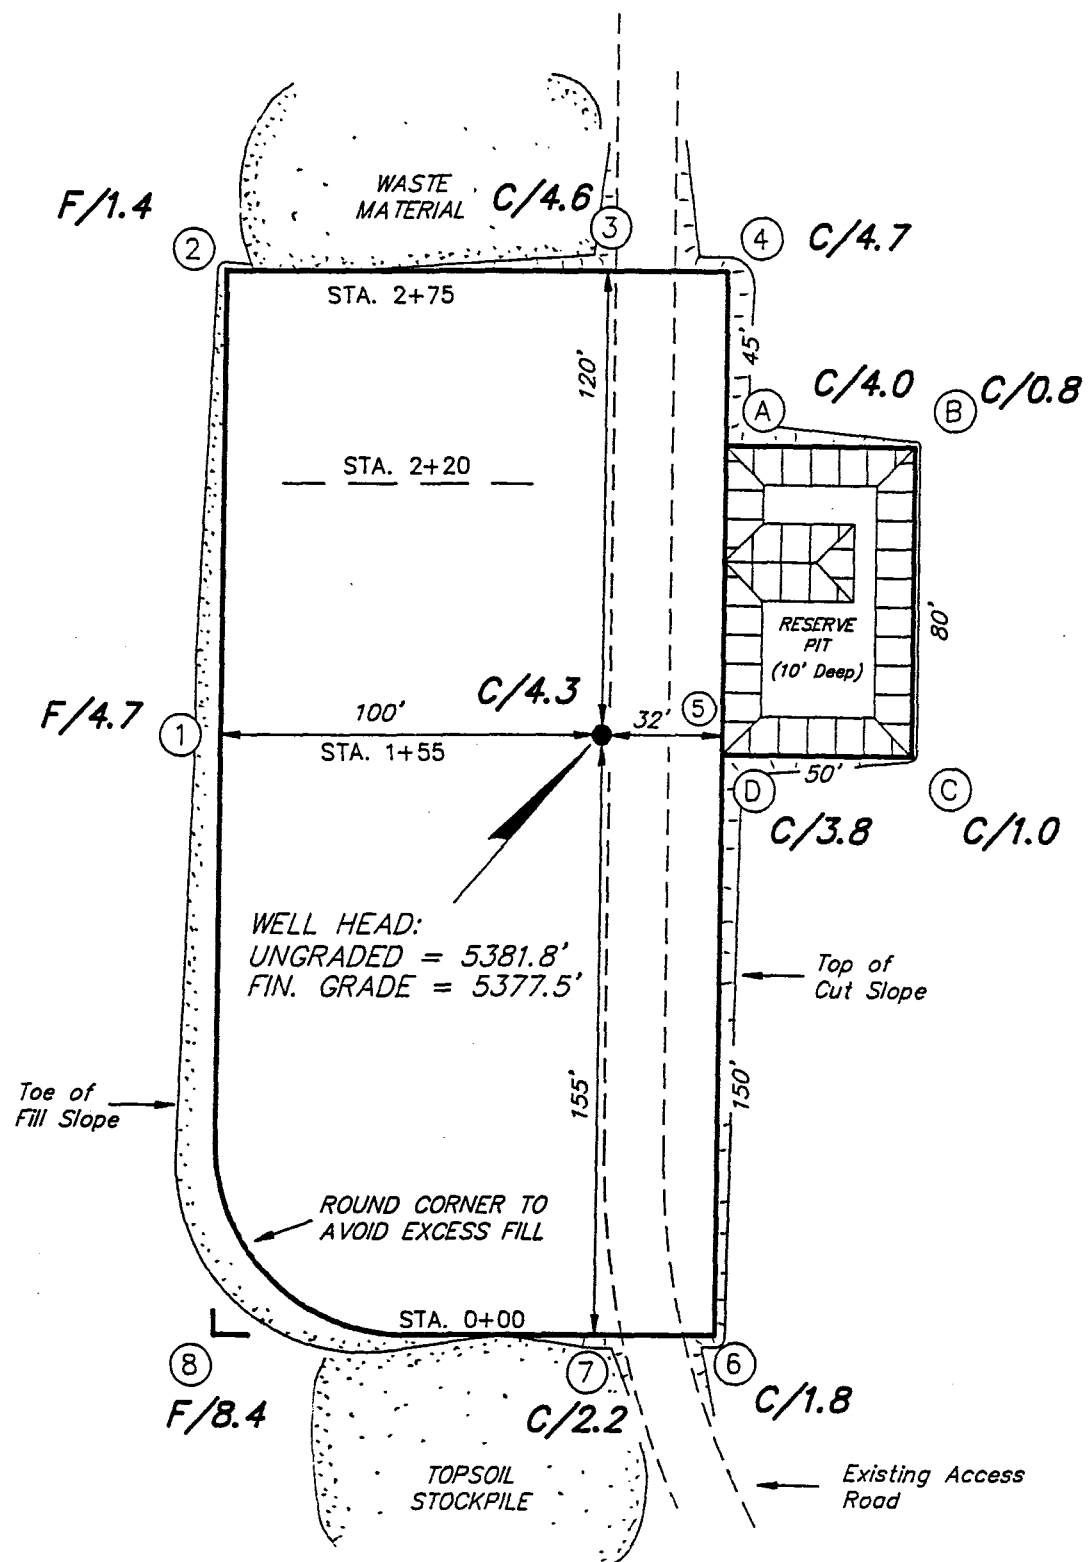 F/1.4
2
WASTE
MATERIAL
C/4.6
3
4
C/4.7
STA. 2+75
120'
45'
A
C/4.0
B
C/0.8
STA. 2+20
RESERVE
PIT
(10' Deep)
80'
F/4.7
1
100'
STA. 1+55
C/4.3
32'
5
50'
D
C/3.8
C
C/1.0
WELL HEAD:
UNGRADED = 5381.8'
FIN. GRADE = 5377.5'
Top of
Cut Slope
Toe of
Fill Slope
155'
150'
ROUND CORNER TO
AVOID EXCESS FILL
STA. 0+00
8
F/8.4
7
C/2.2
6
C/1.8
TOPSOIL
STOCKPILE
Existing Access
Road